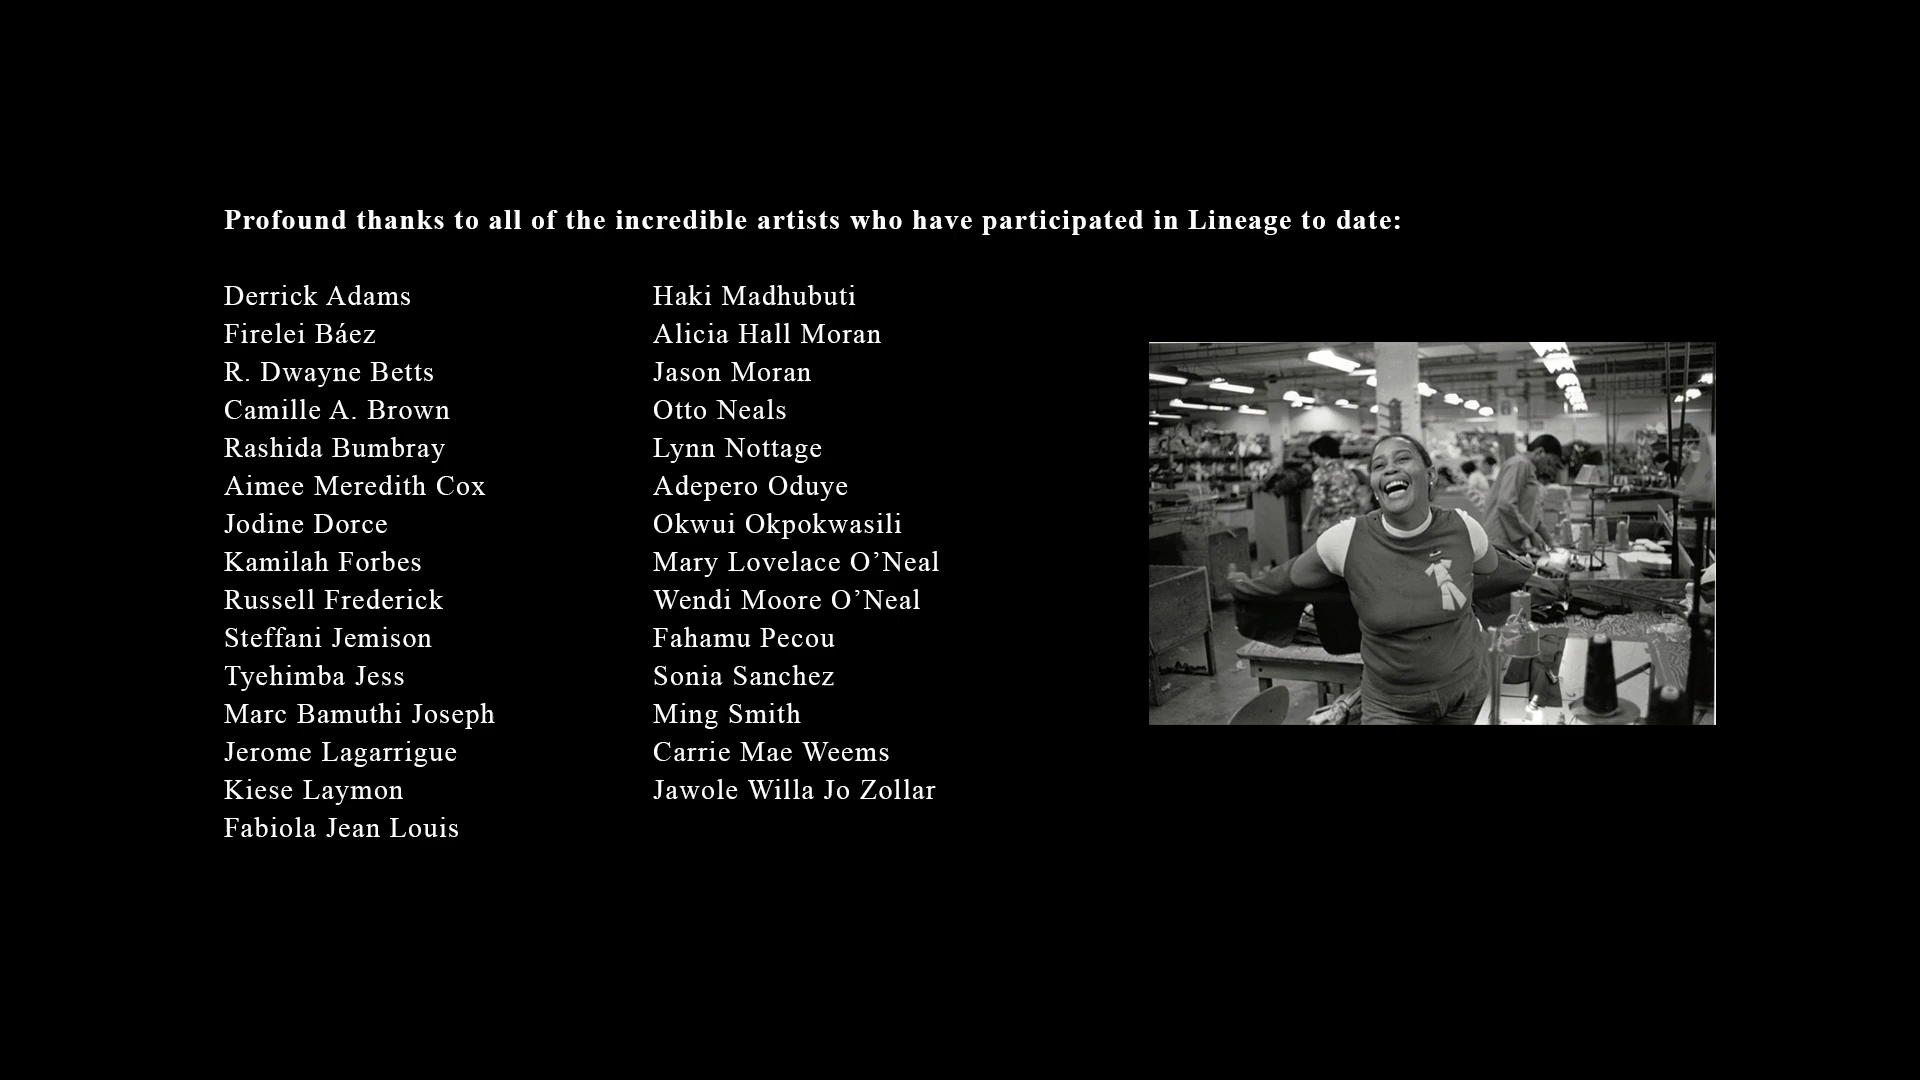 Profound thanks to all of the incredible artists who have participated in Lineage to date:
Derrick Adams
Firelei Báez
R. Dwayne Betts
Camille A. Brown
Rashida Bumbray
Aimee Meredith Cox
Jodine Dorce
Kamilah Forbes
Russell Frederick
Steffani Jemison
Tyehimba Jess
Marc Bamuthi Joseph
Jerome Lagarrigue
Kiese Laymon
Fabiola Jean Louis
Haki Madhubuti
Alicia Hall Moran
Jason Moran
Otto Neals
Lynn Nottage
Adepero Oduye
Okwui Okpokwasili
Mary Lovelace O’Neal
Wendi Moore O’Neal
Fahamu Pecou
Sonia Sanchez
Ming Smith
Carrie Mae Weems
Jawole Willa Jo Zollar